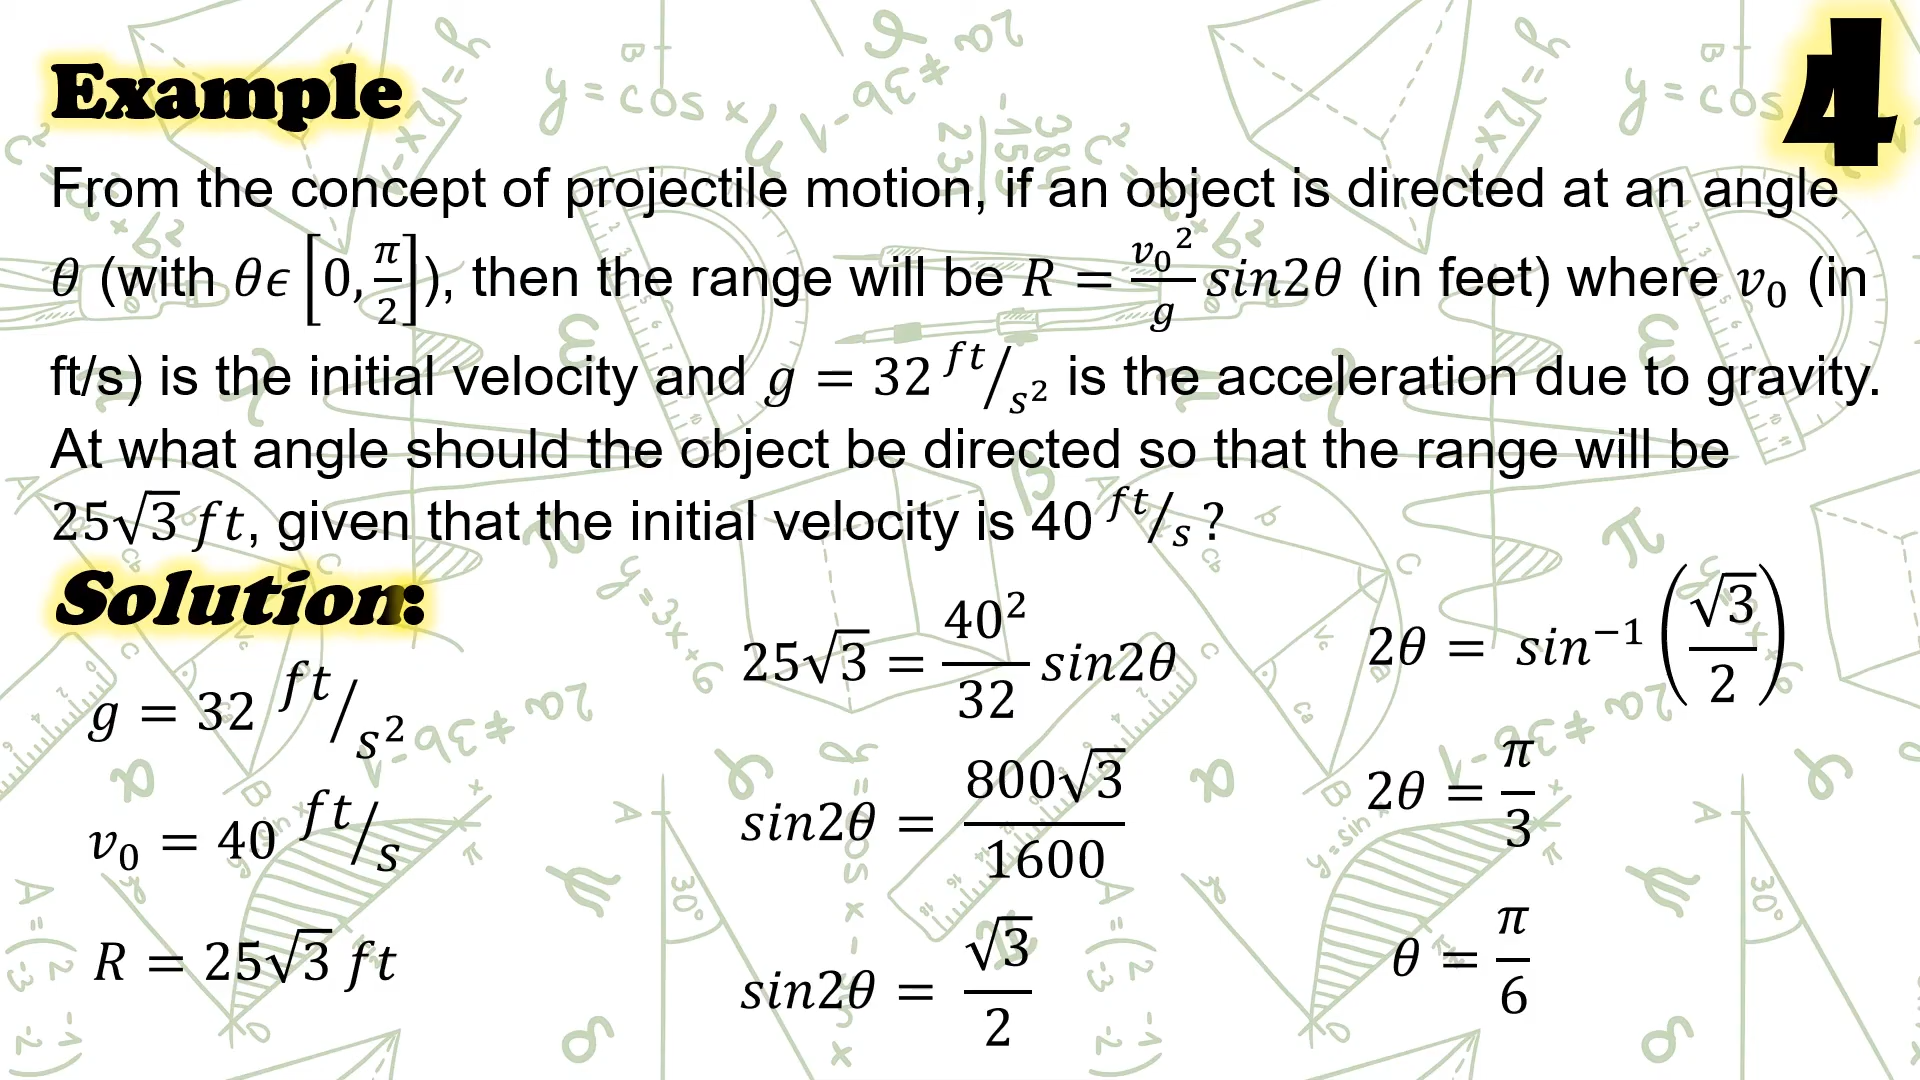 Example
4
From the concept of projectile motion, if an object is directed at an angle
θ (with θϵ [0, π/2]), then the range will be R = v₀²/g sin2θ (in feet) where v₀ (in
ft/s) is the initial velocity and g = 32 ft/s² is the acceleration due to gravity.
At what angle should the object be directed so that the range will be
25√3 ft, given that the initial velocity is 40 ft/s?
Solution:
g = 32 ft/s²
v₀ = 40 ft/s
R = 25√3 ft
25√3 = 40²/32 sin2θ
sin2θ = 800√3/1600
sin2θ = √3/2
2θ = sin⁻¹(√3/2)
2θ = π/3
θ = π/6